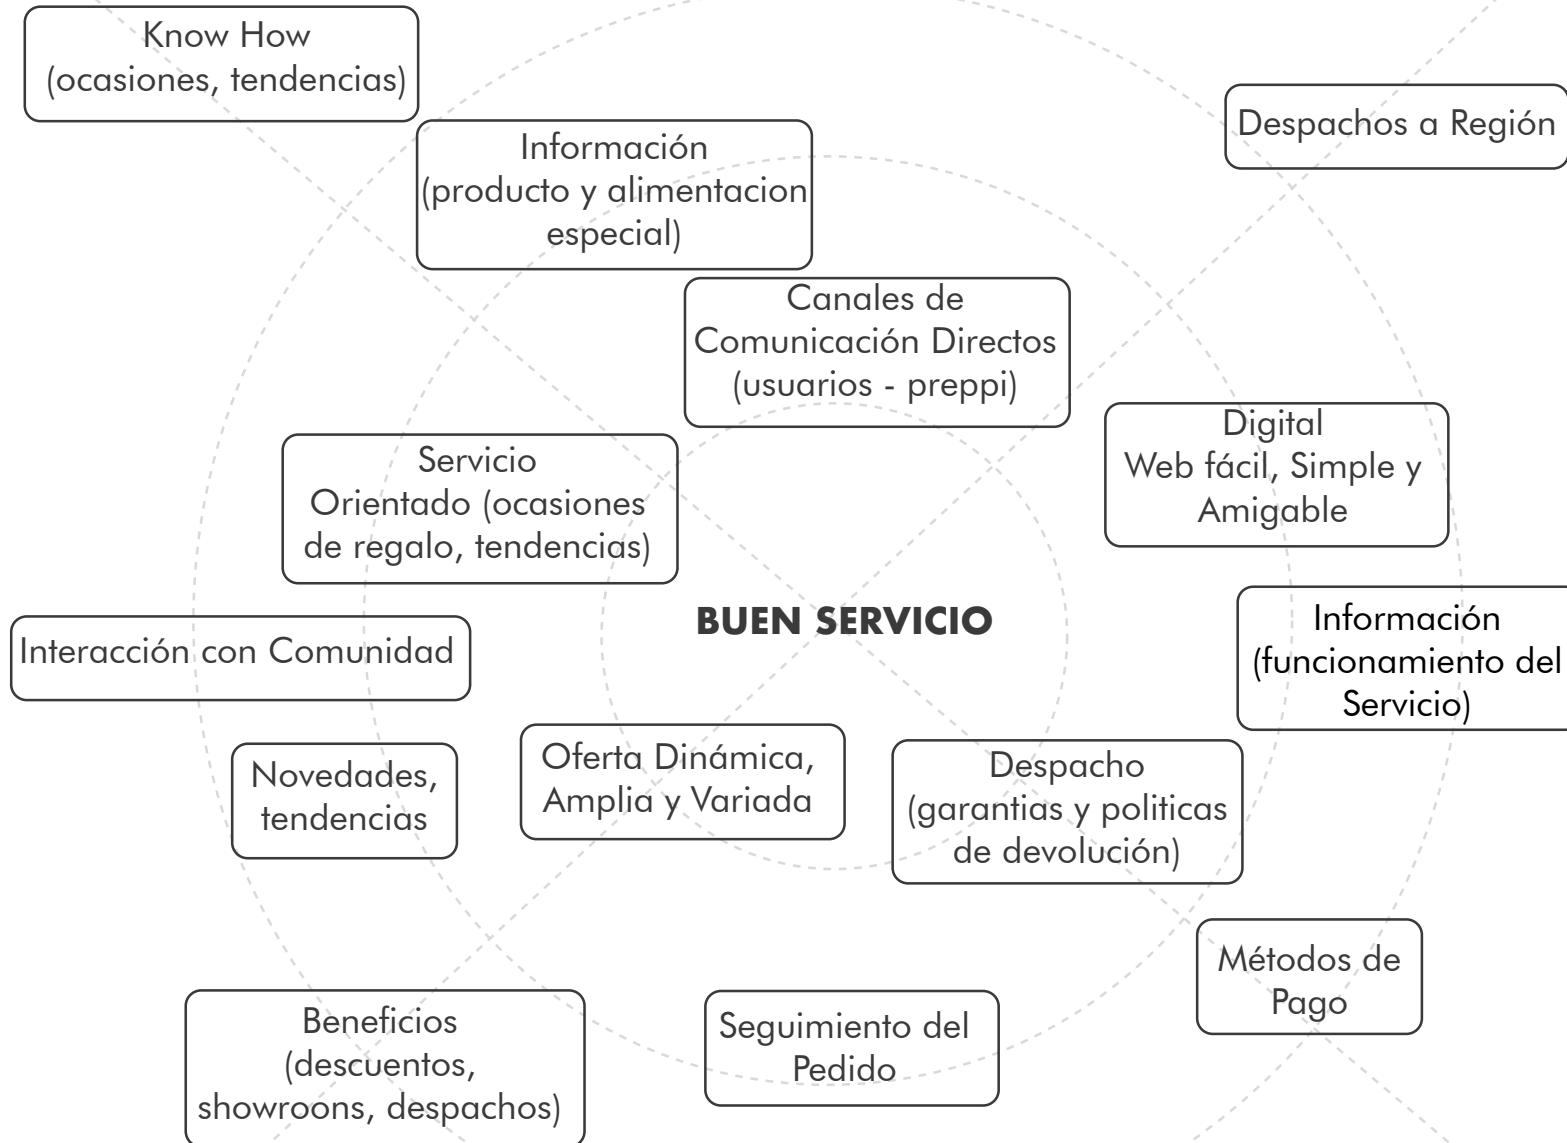 Know How
(ocasiones, tendencias)
Despachos a Región
Información
(producto y alimentacion
especial)
Canales de
Comunicación Directos
(usuarios - preppi)
Digital
Web fácil, Simple y
Amigable
Servicio
Orientado (ocasiones
de regalo, tendencias)
BUEN SERVICIO
Información
(funcionamiento del
Servicio)
Interacción con Comunidad
Novedades,
tendencias
Oferta Dinámica,
Amplia y Variada
Despacho
(garantias y politicas
de devolución)
Métodos de
Pago
Beneficios
(descuentos,
showroons, despachos)
Seguimiento del
Pedido